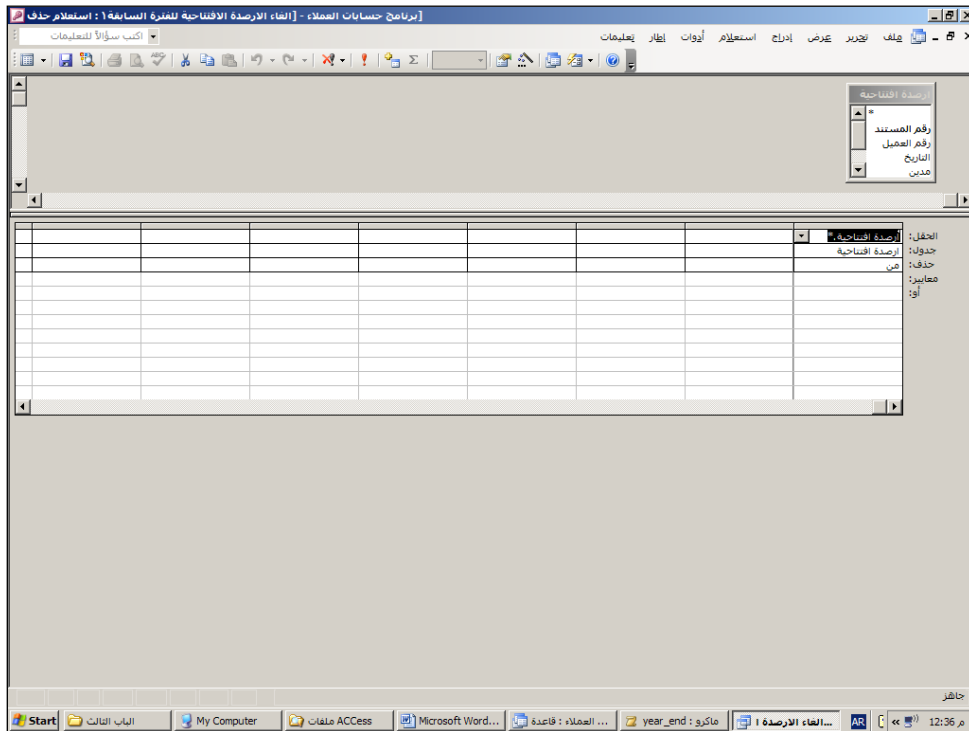 [برنامج حسابات العملاء - [الغاء الارصدة الافتتاحية للفترة السابقة١ : استعلام حذف
ملف تحرير عرض إدراج استعلام أدوات إطار تعليمات
اكتب سؤالاً للتعليمات
ارصدة افتتاحية
*
رقم المستند
رقم العميل
التاريخ
مدين
الحقل: ارصدة افتتاحية.*
جدول: ارصدة افتتاحية
حذف: من
معايير:
أو:
جاهز
Start
الباب الثالث
My Computer
ملفات ACCess
Microsoft Word...
... العملاء : قاعدة
year_end : ماكرو
...الغاء الارصدة ا
AR
12:36 م